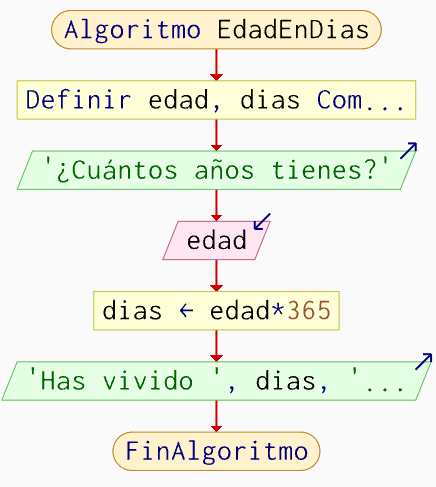 Algoritmo EdadEnDias
Definir edad, dias Com...
'¿Cuántos años tienes?'
edad
dias ← edad*365
'Has vivido ', dias, '...
FinAlgoritmo